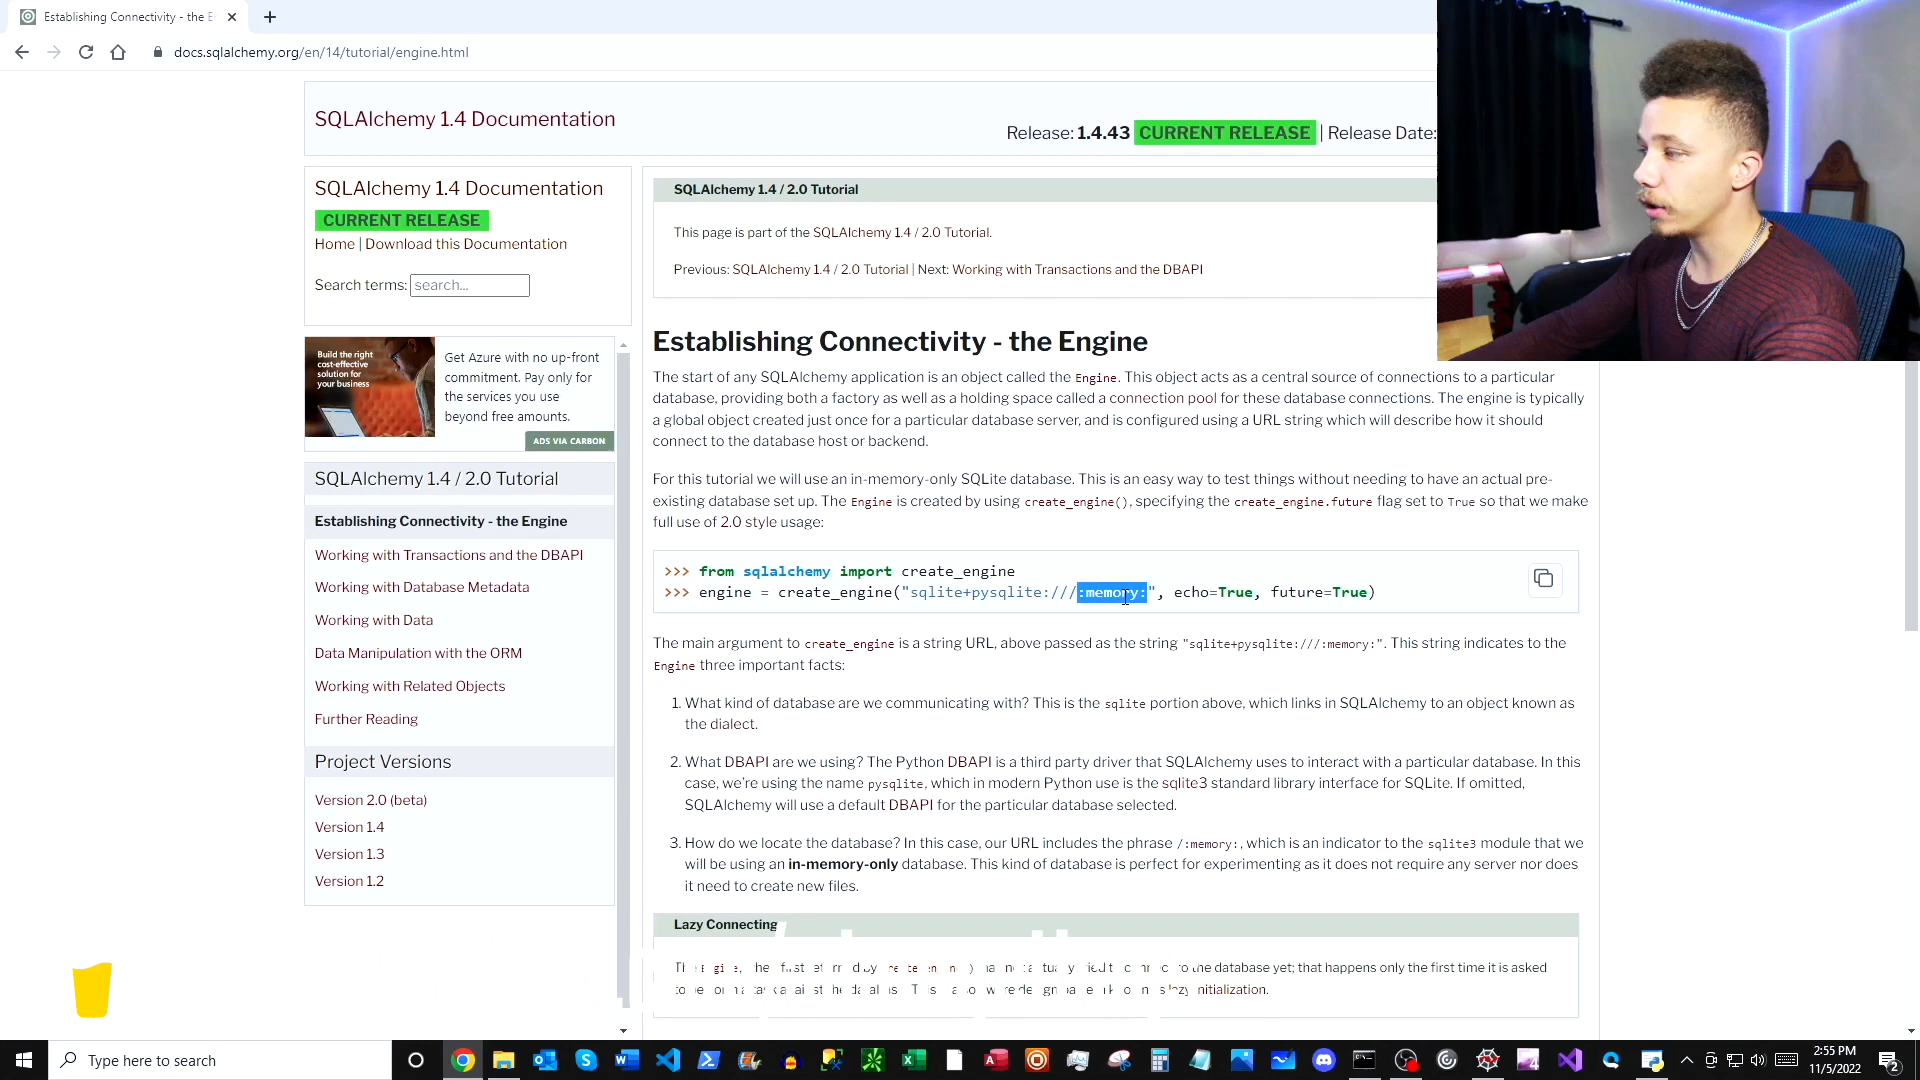 Establishing Connectivity - the E
docs.sqlalchemy.org/en/14/tutorial/engine.html
SQLAlchemy 1.4 Documentation
Release: 1.4.43 CURRENT RELEASE | Release Date:
SQLAlchemy 1.4 Documentation
CURRENT RELEASE
Home | Download this Documentation
Search terms: search...
Build the right
cost-effective
solution for
your business
Get Azure with no up-front
commitment. Pay only for
the services you use
beyond free amounts.
ADS VIA CARBON
SQLAlchemy 1.4 / 2.0 Tutorial
Establishing Connectivity - the Engine
Working with Transactions and the DBAPI
Working with Database Metadata
Working with Data
Data Manipulation with the ORM
Working with Related Objects
Further Reading
Project Versions
Version 2.0 (beta)
Version 1.4
Version 1.3
Version 1.2
SQLAlchemy 1.4 / 2.0 Tutorial
This page is part of the SQLAlchemy 1.4 / 2.0 Tutorial.
Previous: SQLAlchemy 1.4 / 2.0 Tutorial | Next: Working with Transactions and the DBAPI
Establishing Connectivity - the Engine
The start of any SQLAlchemy application is an object called the Engine. This object acts as a central source of connections to a particular
database, providing both a factory as well as a holding space called a connection pool for these database connections. The engine is typically
a global object created just once for a particular database server, and is configured using a URL string which will describe how it should
connect to the database host or backend.
For this tutorial we will use an in-memory-only SQLite database. This is an easy way to test things without needing to have an actual pre-
existing database set up. The Engine is created by using create_engine(), specifying the create_engine.future flag set to True so that we make
full use of 2.0 style usage:
>>> from sqlalchemy import create_engine
>>> engine = create_engine("sqlite+pysqlite:///:memory:", echo=True, future=True)
The main argument to create_engine is a string URL, above passed as the string "sqlite+pysqlite:///:memory:". This string indicates to the
Engine three important facts:
1. What kind of database are we communicating with? This is the sqlite portion above, which links in SQLAlchemy to an object known as
the dialect.
2. What DBAPI are we using? The Python DBAPI is a third party driver that SQLAlchemy uses to interact with a particular database. In this
case, we're using the name pysqlite, which in modern Python use is the sqlite3 standard library interface for SQLite. If omitted,
SQLAlchemy will use a default DBAPI for the particular database selected.
3. How do we locate the database? In this case, our URL includes the phrase /:memory:, which is an indicator to the sqlite3 module that we
will be using an in-memory-only database. This kind of database is perfect for experimenting as it does not require any server nor does
it need to create new files.
Lazy Connecting
to the database yet; that happens only the first time it is asked
Type here to search
2:55 PM
11/5/2022
2